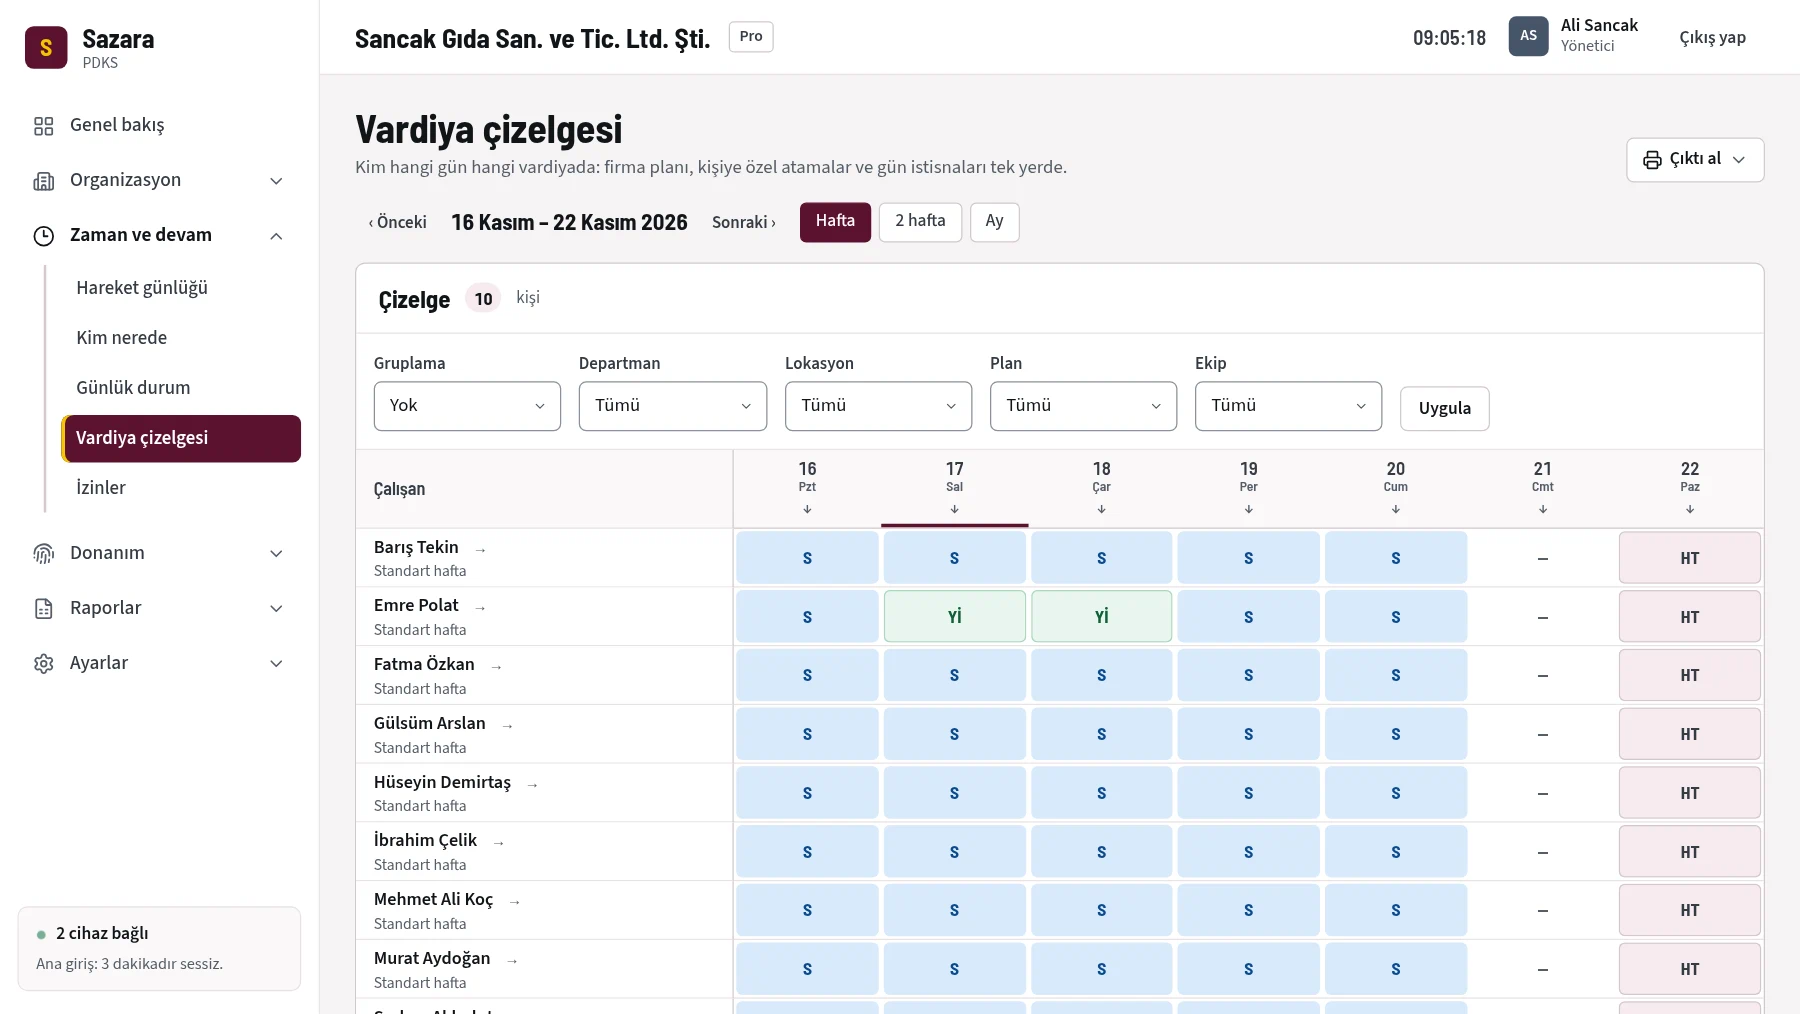 S
Sazara
PDKS
Genel bakış
Organizasyon
Zaman ve devam
Hareket günlüğü
Kim nerede
Günlük durum
Vardiya çizelgesi
İzinler
Donanım
Raporlar
Ayarlar
2 cihaz bağlı
Ana giriş: 3 dakikadır sessiz.
Sancak Gıda San. ve Tic. Ltd. Şti. Pro
09:05:18
AS
Ali Sancak
Yönetici
Çıkış yap
Vardiya çizelgesi
Kim hangi gün hangi vardiyada: firma planı, kişiye özel atamalar ve gün istisnaları tek yerde.
Çıktı al
‹ Önceki 16 Kasım – 22 Kasım 2026 Sonraki › Hafta 2 hafta Ay
Çizelge 10 kişi
Gruplama Departman Lokasyon Plan Ekip
Yok Tümü Tümü Tümü Tümü Uygula
Çalışan
16 17 18 19 20 21 22
Pzt Sal Çar Per Cum Cmt Paz
↓ ↓ ↓ ↓ ↓ ↓ ↓
Barış Tekin →
Standart hafta
S S S S S – HT
Emre Polat →
Standart hafta
S Yİ Yİ S S – HT
Fatma Özkan →
Standart hafta
S S S S S – HT
Gülsüm Arslan →
Standart hafta
S S S S S – HT
Hüseyin Demirtaş →
Standart hafta
S S S S S – HT
İbrahim Çelik →
Standart hafta
S S S S S – HT
Mehmet Ali Koç →
Standart hafta
S S S S S – HT
Murat Aydoğan →
Standart hafta
S S S S S – HT